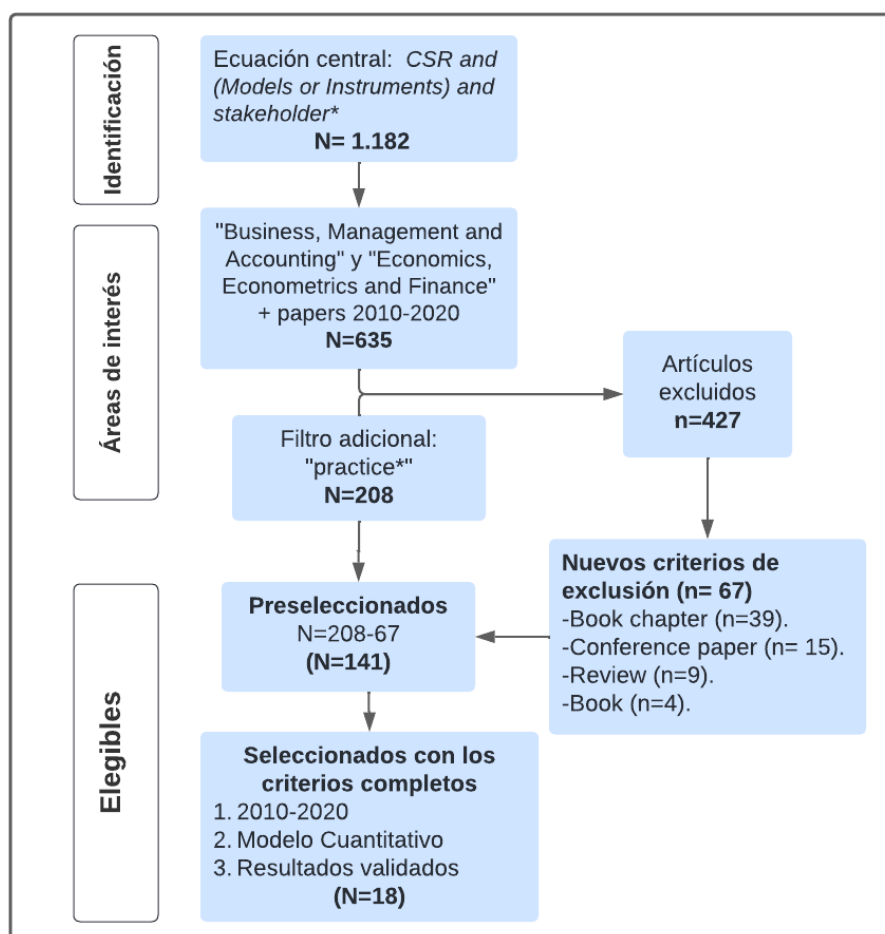 Identificación
Ecuación central: CSR and
(Models or Instruments) and
stakeholder*
N= 1.182
Áreas de interés
"Business, Management and
Accounting" y "Economics,
Econometrics and Finance"
+ papers 2010-2020
N=635
Artículos
excluidos
n=427
Filtro adicional:
"practice*"
N=208
Elegibles
Nuevos criterios de
exclusión (n= 67)
-Book chapter (n=39).
-Conference paper (n= 15).
-Review (n=9).
-Book (n=4).
Preseleccionados
N=208-67
(N=141)
Seleccionados con los
criterios completos
1. 2010-2020
2. Modelo Cuantitativo
3. Resultados validados
(N=18)